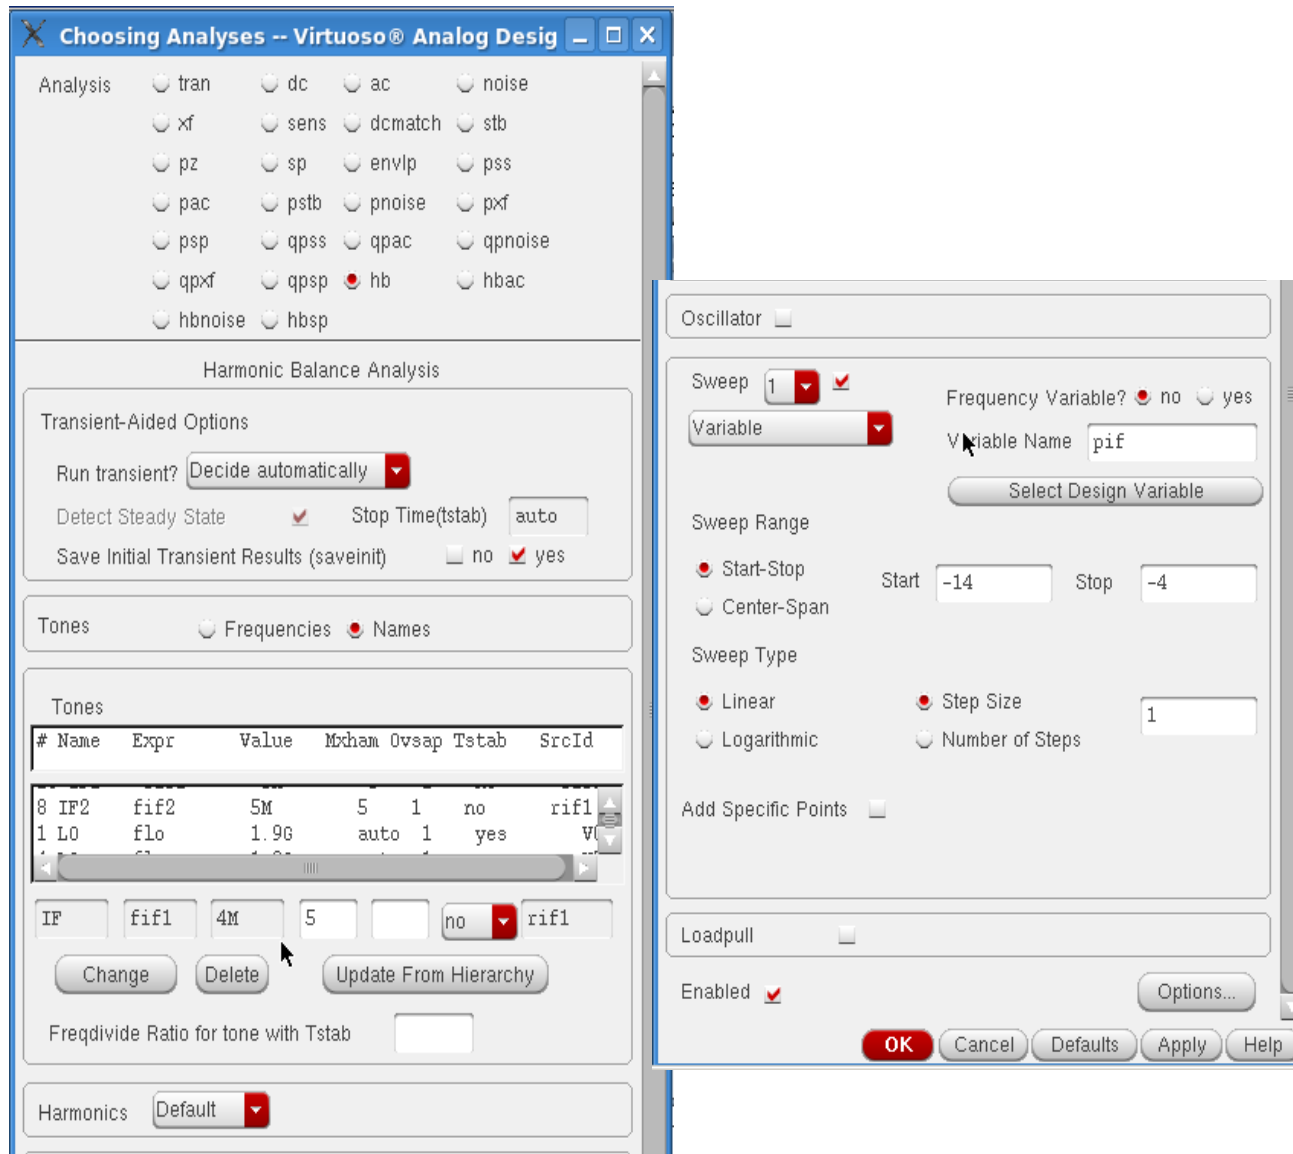 Choosing Analyses -- Virtuoso® Analog Desig
Analysis tran dc ac noise
xf sens dcmatch stb
pz sp envlp pss
pac pstb pnoise pxf
psp qpss qpac qpnoise
qpxf qpsp hb hbac
hbnoise hbsp
Harmonic Balance Analysis
Transient-Aided Options
Run transient? Decide automatically
Detect Steady State Stop Time(tstab) auto
Save Initial Transient Results (saveinit) no yes
Tones Frequencies Names
Tones
# Name Expr Value Mxham Ovsap Tstab SrcId
8 IF2 fif2 5M 5 1 no rif1
1 LO flo 1.9G auto 1 yes
IF fif1 4M 5 no rif1
Change Delete Update From Hierarchy
Freqdivide Ratio for tone with Tstab
Harmonics Default
Oscillator
Sweep 1 Frequency Variable? no yes
Variable Variable Name pif
Select Design Variable
Sweep Range
Start-Stop Start -14 Stop -4
Center-Span
Sweep Type
Linear Step Size 1
Logarithmic Number of Steps
Add Specific Points
Loadpull
Enabled Options...
OK Cancel Defaults Apply Help